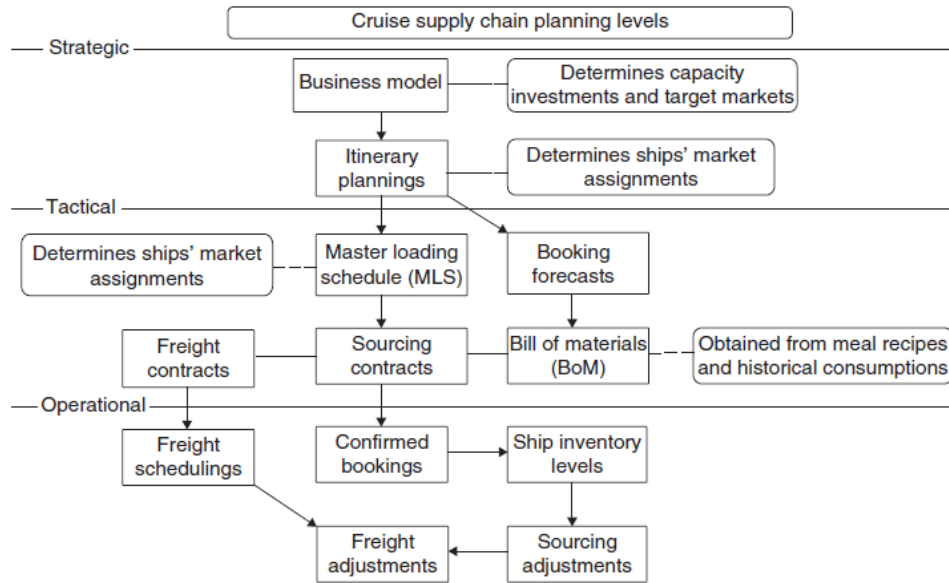 Cruise supply chain planning levels
Strategic
Business model
Determines capacity
investments and target markets
Itinerary
plannings
Determines ships' market
assignments
Tactical
Determines ships' market
assignments
Master loading
schedule (MLS)
Booking
forecasts
Freight
contracts
Sourcing
contracts
Bill of materials
(BoM)
Obtained from meal recipes
and historical consumptions
Operational
Freight
schedulings
Confirmed
bookings
Ship inventory
levels
Freight
adjustments
Sourcing
adjustments